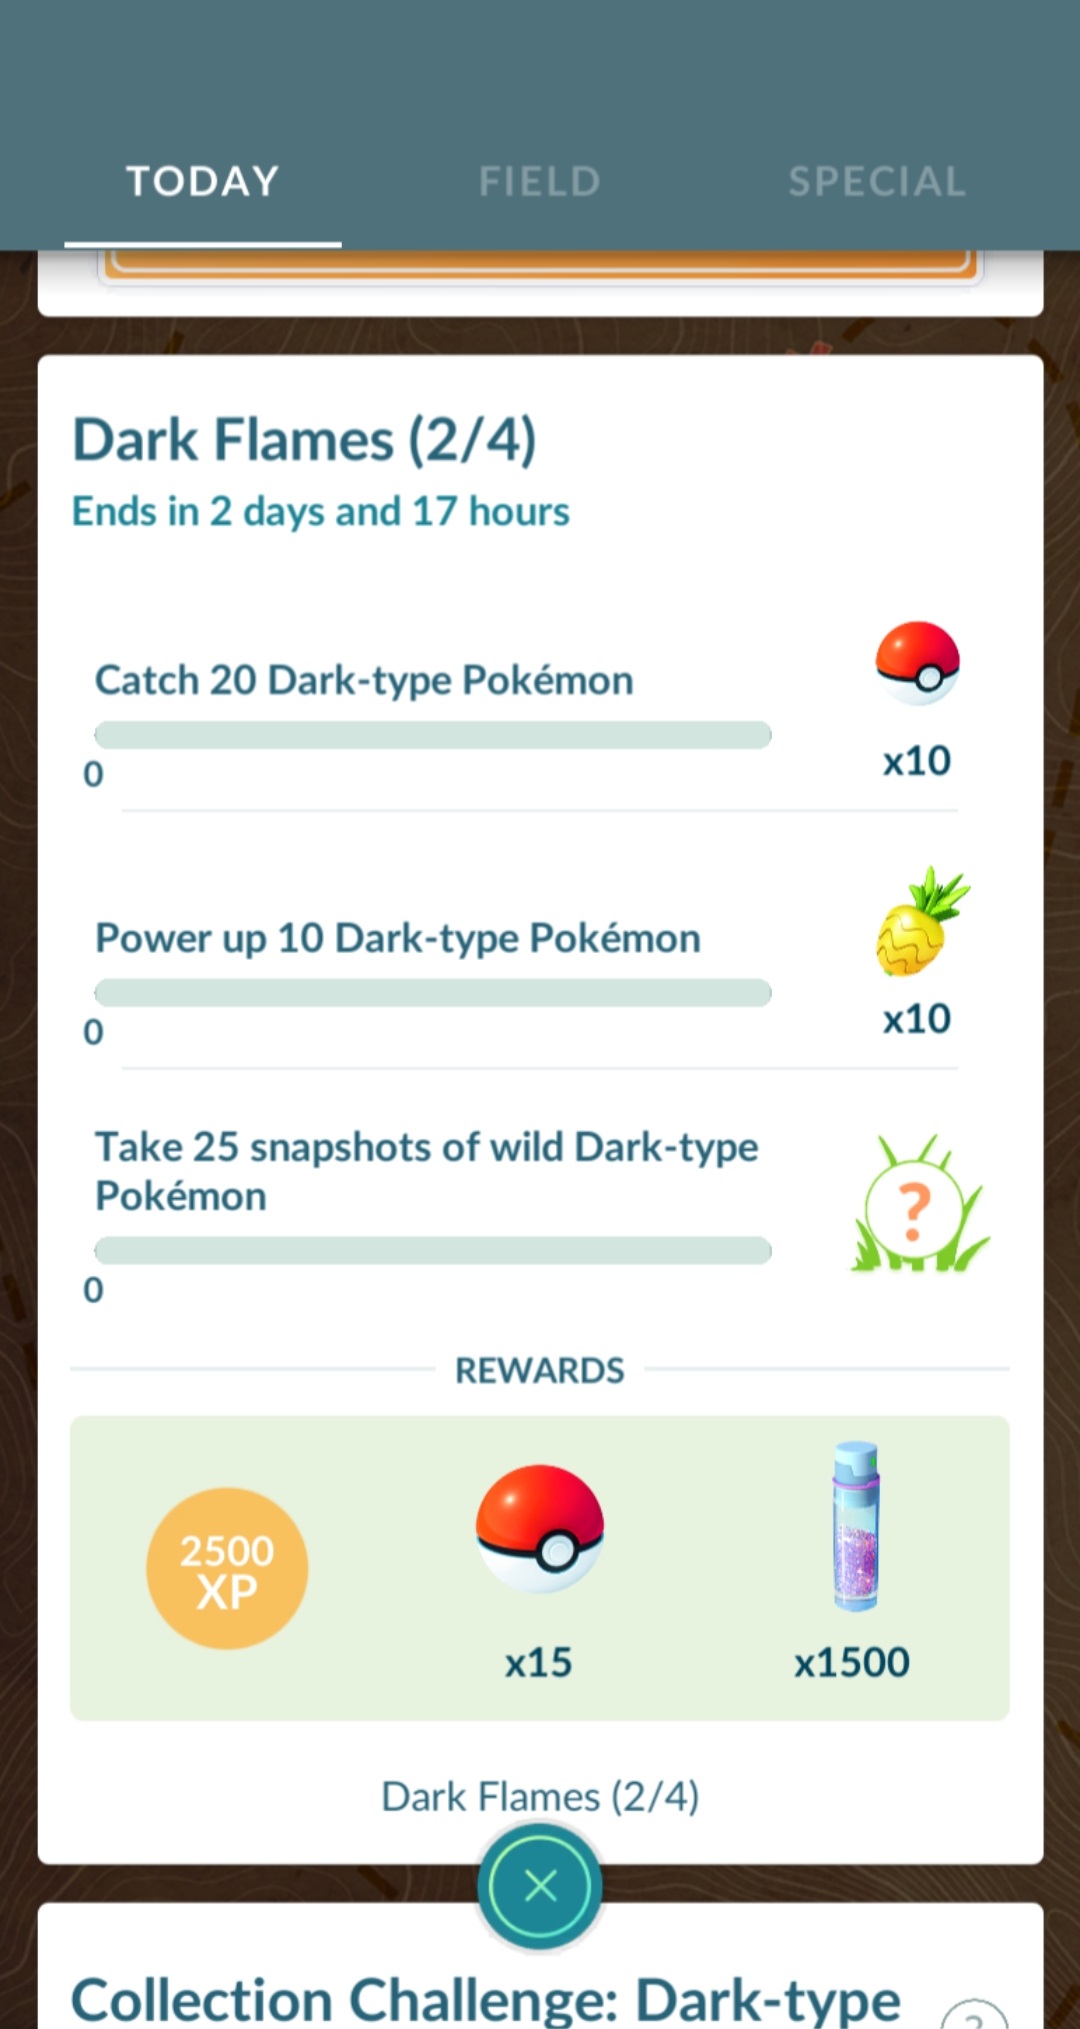 TODAY
FIELD
SPECIAL
Dark Flames (2/4)
Ends in 2 days and 17 hours
Catch 20 Dark-type Pokémon
0
x10
Power up 10 Dark-type Pokémon
0
x10
Take 25 snapshots of wild Dark-type
Pokémon
0
?
REWARDS
2500
XP
x15
x1500
Dark Flames (2/4)
Collection Challenge: Dark-type
?